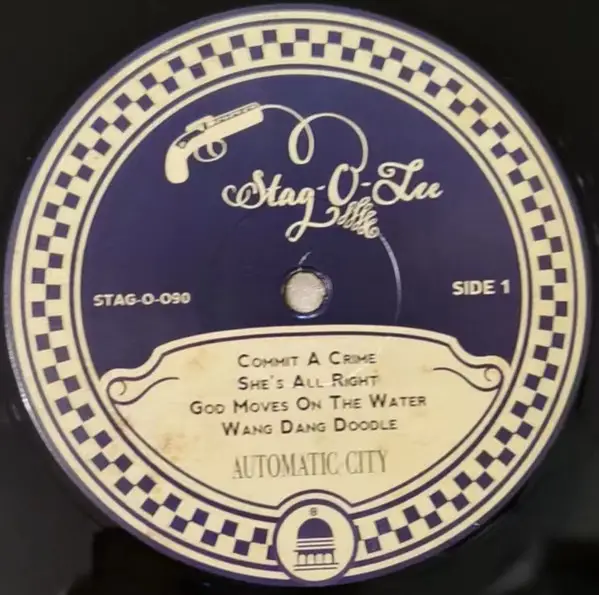 Stag-O-Lee
STAG-O-090
SIDE 1
Commit A Crime
She's All Right
God Moves On The Water
Wang Dang Doodle
AUTOMATIC CITY